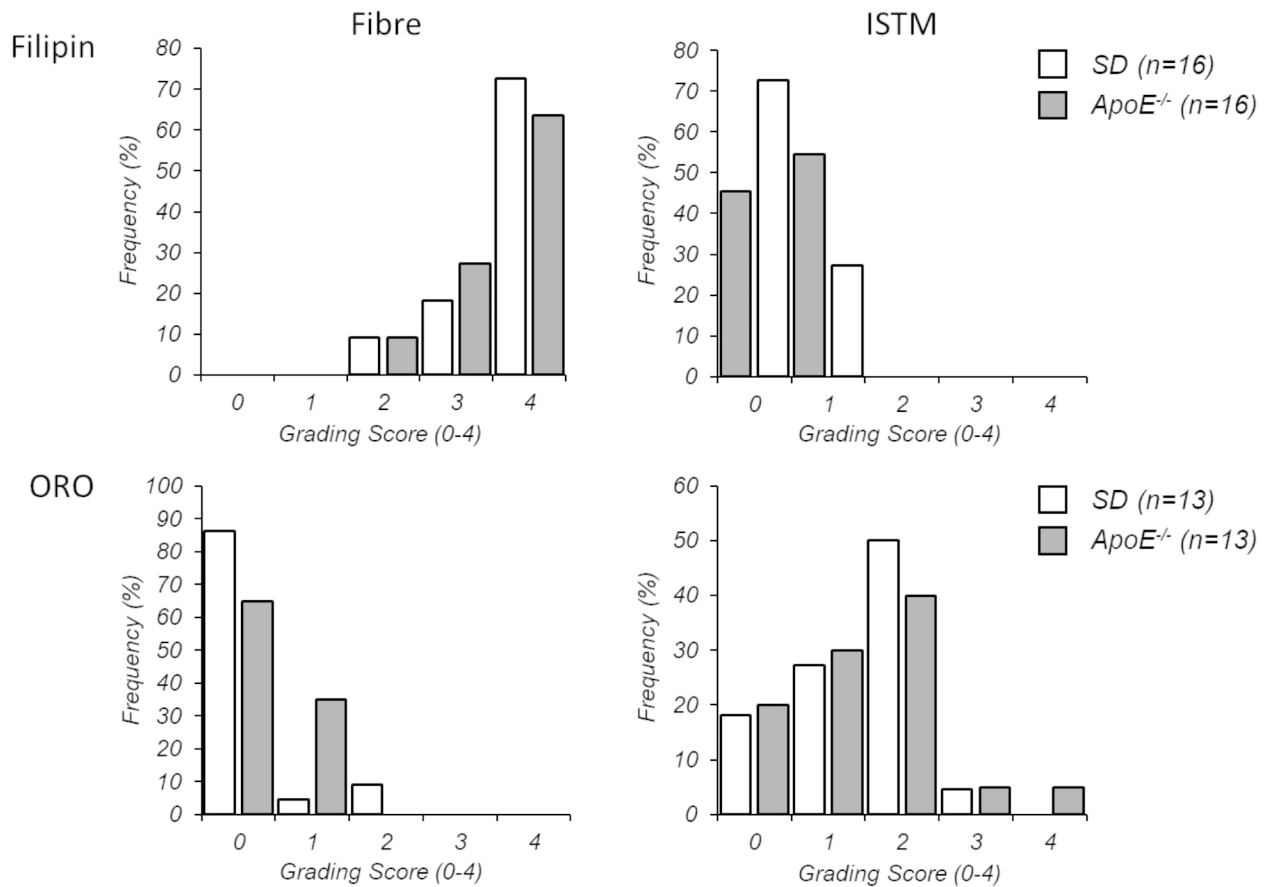 Filipin
Fibre
80
70
60
50
40
30
20
10
0
Frequency (%)
0 1 2 3 4
Grading Score (0-4)
ISTM
80
70
60
50
40
30
20
10
0
Frequency (%)
0 1 2 3 4
Grading Score (0-4)
SD (n=16)
ApoE-/- (n=16)
ORO
100
90
80
70
60
50
40
30
20
10
0
Frequency (%)
0 1 2 3 4
Grading Score (0-4)
60
50
40
30
20
10
0
Frequency (%)
0 1 2 3 4
Grading Score (0-4)
SD (n=13)
ApoE-/- (n=13)